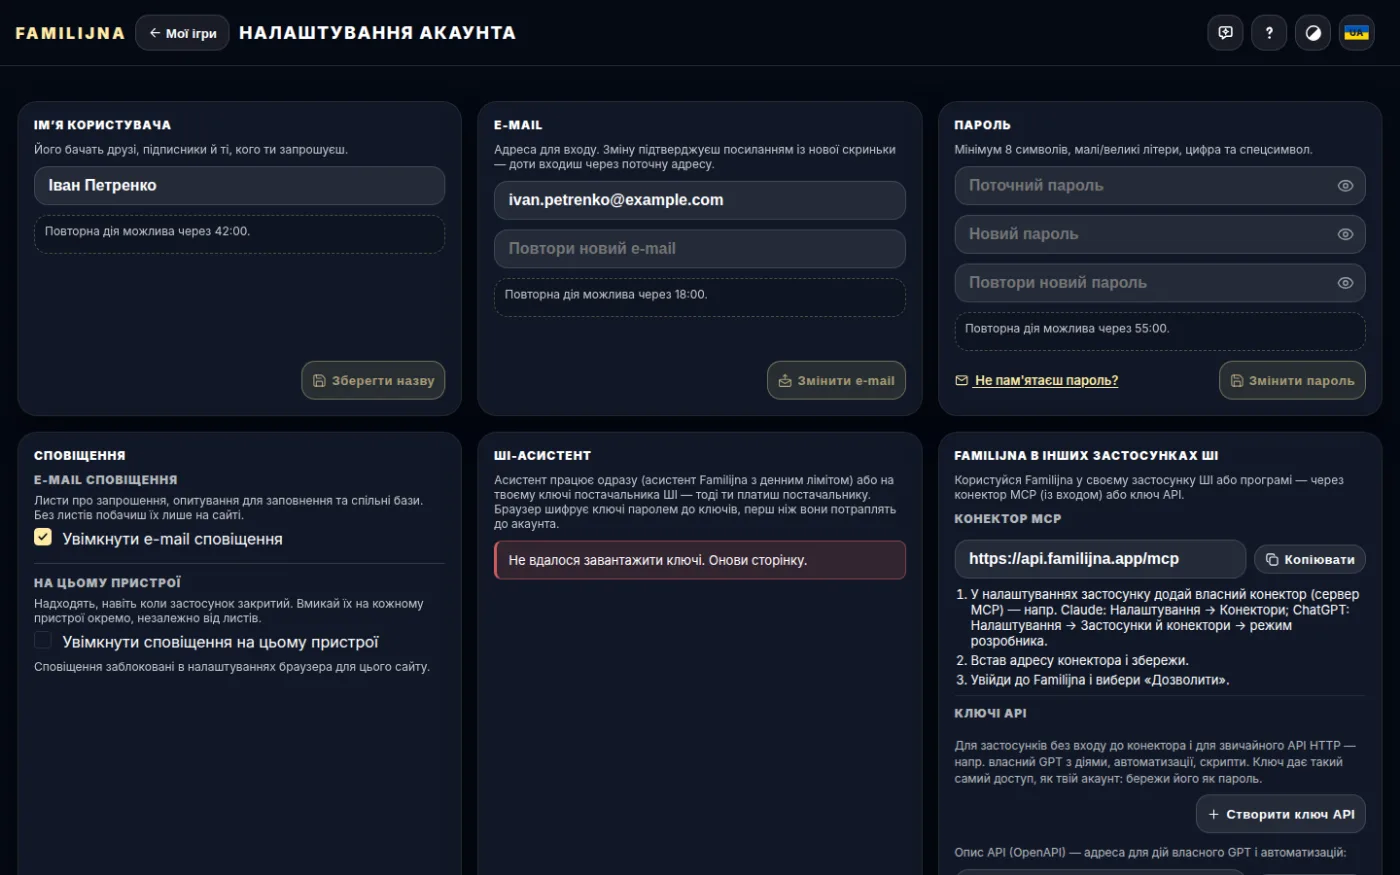 FAMILIJNA
← Мої ігри
НАЛАШТУВАННЯ АКАУНТА
?
UA
ІМ'Я КОРИСТУВАЧА
Його бачать друзі, підписники й ті, кого ти запрошуєш.
Іван Петренко
Повторна дія можлива через 42:00.
Зберегти назву
E-MAIL
Адреса для входу. Зміну підтверджуєш посиланням із нової скриньки
— доти входиш через поточну адресу.
ivan.petrenko@example.com
Повтори новий e-mail
Повторна дія можлива через 18:00.
Змінити e-mail
ПАРОЛЬ
Мінімум 8 символів, малі/великі літери, цифра та спецсимвол.
Поточний пароль
Новий пароль
Повтори новий пароль
Повторна дія можлива через 55:00.
Не пам'ятаєш пароль?
Змінити пароль
СПОВІЩЕННЯ
E-MAIL СПОВІЩЕННЯ
Листи про запрошення, опитування для заповнення та спільні бази.
Без листів побачиш їх лише на сайті.
Увімкнути e-mail сповіщення
НА ЦЬОМУ ПРИСТРОЇ
Надходять, навіть коли застосунок закритий. Вмикай їх на кожному
пристрої окремо, незалежно від листів.
Увімкнути сповіщення на цьому пристрої
Сповіщення заблоковані в налаштуваннях браузера для цього сайту.
ШІ-АСИСТЕНТ
Асистент працює одразу (асистент Familijna з денним лімітом) або на
твоєму ключі постачальника ШІ — тоді ти платиш постачальнику.
Браузер шифрує ключі паролем до ключів, перш ніж вони потраплять
до акаунта.
Не вдалося завантажити ключі. Онови сторінку.
FAMILIJNA В ІНШИХ ЗАСТОСУНКАХ ШІ
Користуйся Familijna у своєму застосунку ШІ або програмі — через
конектор MCP (із входом) або ключ API.
КОНЕКТОР MCP
https://api.familijna.app/mcp
Копіювати
1. У налаштуваннях застосунку додай власний конектор (сервер
MCP) — напр. Claude: Налаштування → Конектори; ChatGPT:
Налаштування → Застосунки й конектори → режим
розробника.
2. Встав адресу конектора і збережи.
3. Увійди до Familijna і вибери «Дозволити».
КЛЮЧІ API
Для застосунків без входу до конектора і для звичайного API HTTP —
напр. власний GPT з діями, автоматизації, скрипти. Ключ дає такий
самий доступ, як твій акаунт: бережи його як пароль.
+ Створити ключ API
Опис API (OpenAPI) — адреса для дій власного GPT і автоматизацій: